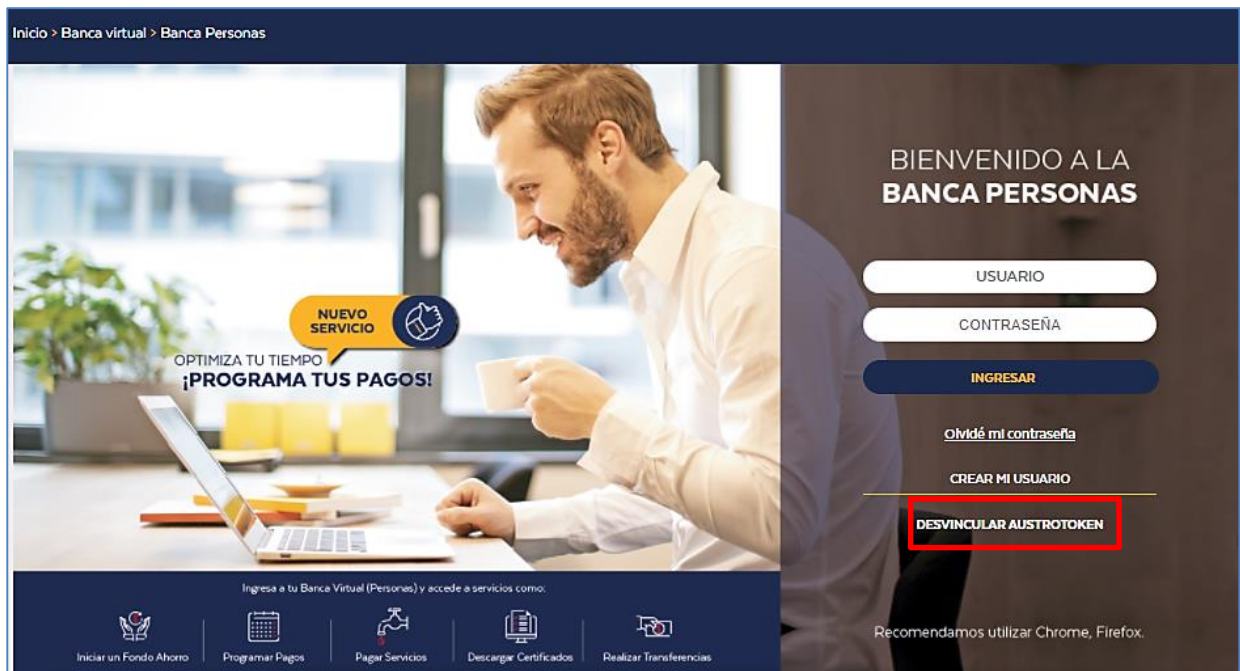 Inicio > Banca virtual > Banca Personas
NUEVO
SERVICIO
OPTIMIZA TU TIEMPO
¡PROGRAMA TUS PAGOS!
Ingresa a tu Banca Virtual (Personas) y accede a servicios como:
Iniciar un Fondo Ahorro
Programar Pagos
Pagar Servicios
Descargar Certificados
Realizar Transferencias
BIENVENIDO A LA
BANCA PERSONAS
USUARIO
CONTRASEÑA
INGRESAR
Olvidé mi contraseña
CREAR MI USUARIO
DESVINCULAR AUSTROTOKEN
Recomendamos utilizar Chrome, Firefox.